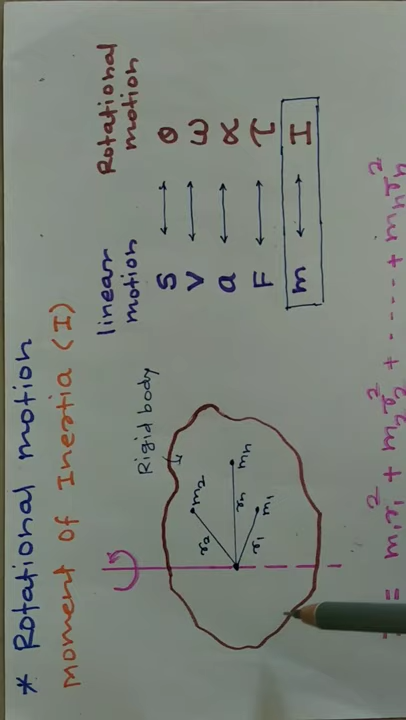 * Rotational motion
Moment of Inertia (I)
linear motion Rotational motion
S ↔ θ
V ↔ ω
a ↔ α
F ↔ τ
m ↔ I
Rigid body
m₂
r₂
mₙ
rₙ
m₁
r₁
= m₁r₁² + m₂r₂² + ---- + mₙrₙ²